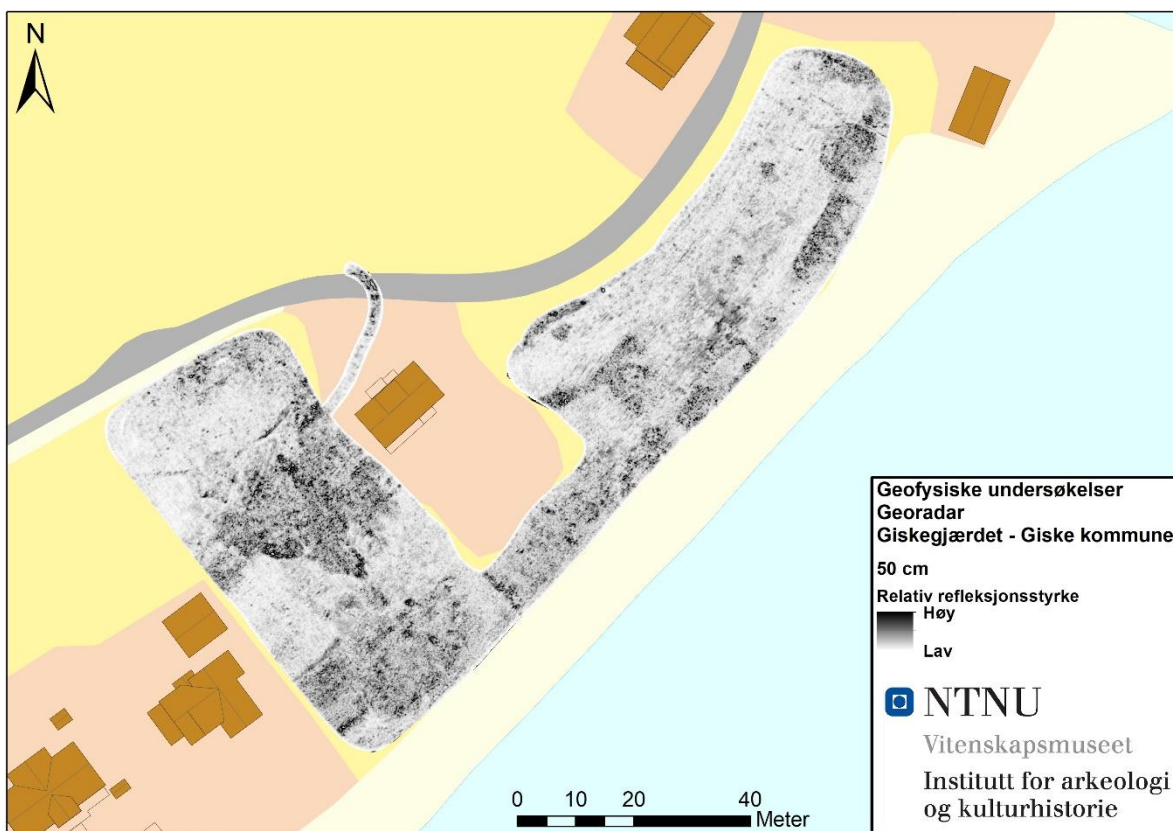 N
Geofysiske undersøkelser
Georadar
Giskegjærdet - Giske kommune
50 cm
Relativ refleksjonsstyrke
Høy
Lav
NTNU
Vitenskapsmuseet
Institutt for arkeologi
og kulturhistorie
0 10 20 40
Meter